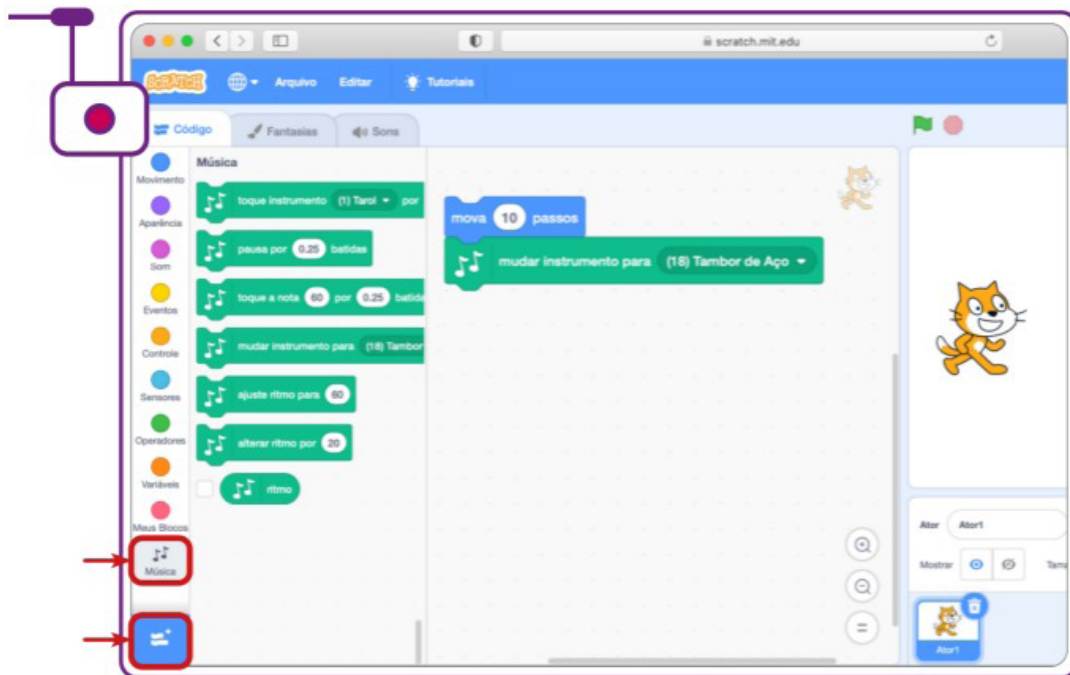 scratch.mit.edu
SCRATCH
Arquivo
Editar
Tutoriais
Código
Fantasias
Sons
Movimento
Aparência
Som
Eventos
Controle
Sensores
Operadores
Variáveis
Meus Blocos
Música
Música
toque instrumento (1) Tarol por
pausa por 0.25 batidas
toque a nota 60 por 0.25 batida
mudar instrumento para (18) Tambor
ajuste ritmo para 60
alterar ritmo por 20
ritmo
mova 10 passos
mudar instrumento para (18) Tambor de Aço
Ator Ator1
Mostrar Tama
Ator1